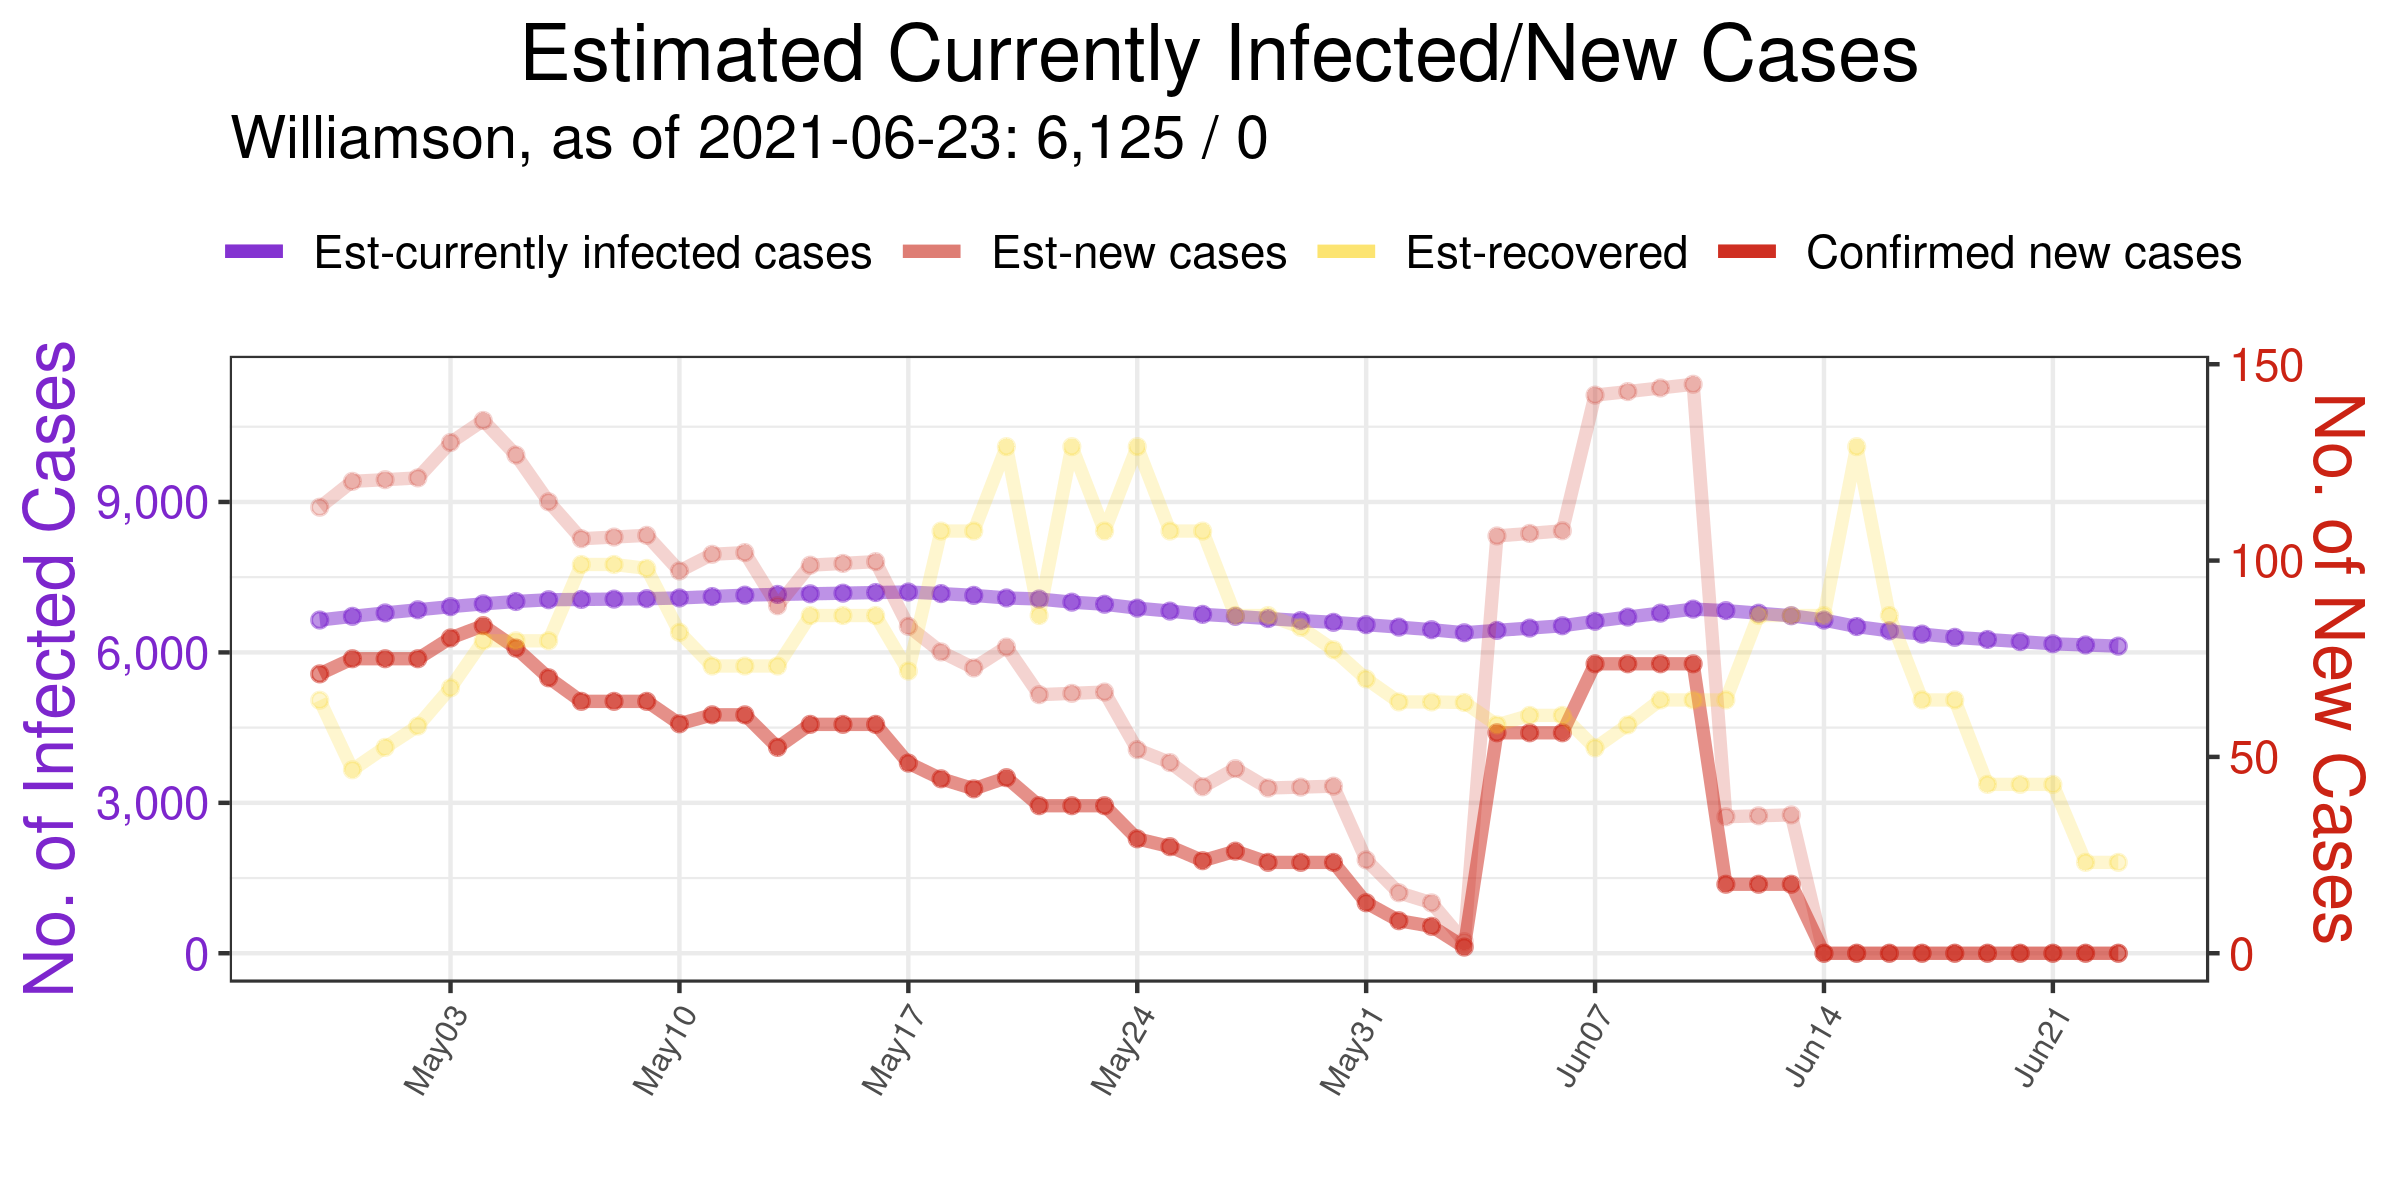 Estimated Currently Infected/New Cases
Williamson, as of 2021-06-23: 6,125 / 0
Est-currently infected cases
Est-new cases
Est-recovered
Confirmed new cases
No. of Infected Cases
9,000
6,000
3,000
0
150
100
50
0
No. of New Cases
May03
May10
May17
May24
May31
Jun07
Jun14
Jun21